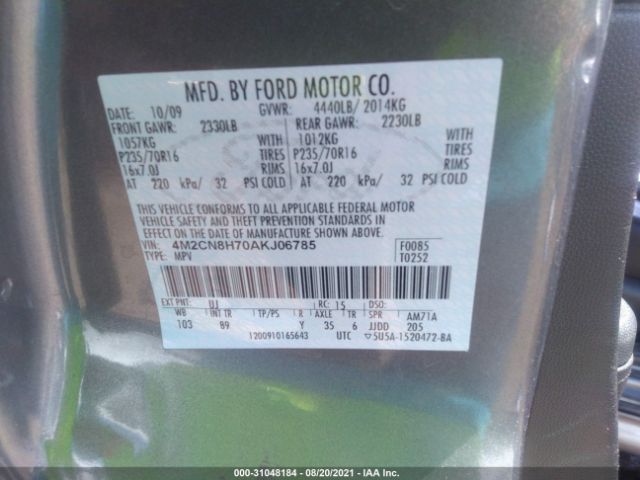 MFD. BY FORD MOTOR CO.
DATE: 10/09 GVWR: 4440LB/ 2014KG
FRONT GAWR: 2330LB REAR GAWR: 2230LB
1057KG WITH 1012KG WITH
P235/70R16 TIRES P235/70R16 TIRES
16x7.0J RIMS 16x7.0J RIMS
AT 220 kPa/ 32 PSI COLD AT 220 kPa/ 32 PSI COLD
THIS VEHICLE CONFORMS TO ALL APPLICABLE FEDERAL MOTOR
VEHICLE SAFETY AND THEFT PREVENTION STANDARDS IN
EFFECT ON THE DATE OF MANUFACTURE SHOWN ABOVE.
VIN: 4M2CN8H70AKJ06785 F0085
TYPE: MPV T0252
EXT PNT: UJ RC: 15 DSO:
WB INT TR TP/PS R AXLE TR SPR AM71A
103 89 Y 35 6 JJDD 205
1200910165643 UTC ▽5U5A-1520472-BA
000-31048184 | 08/20/2021 | IAA Inc.